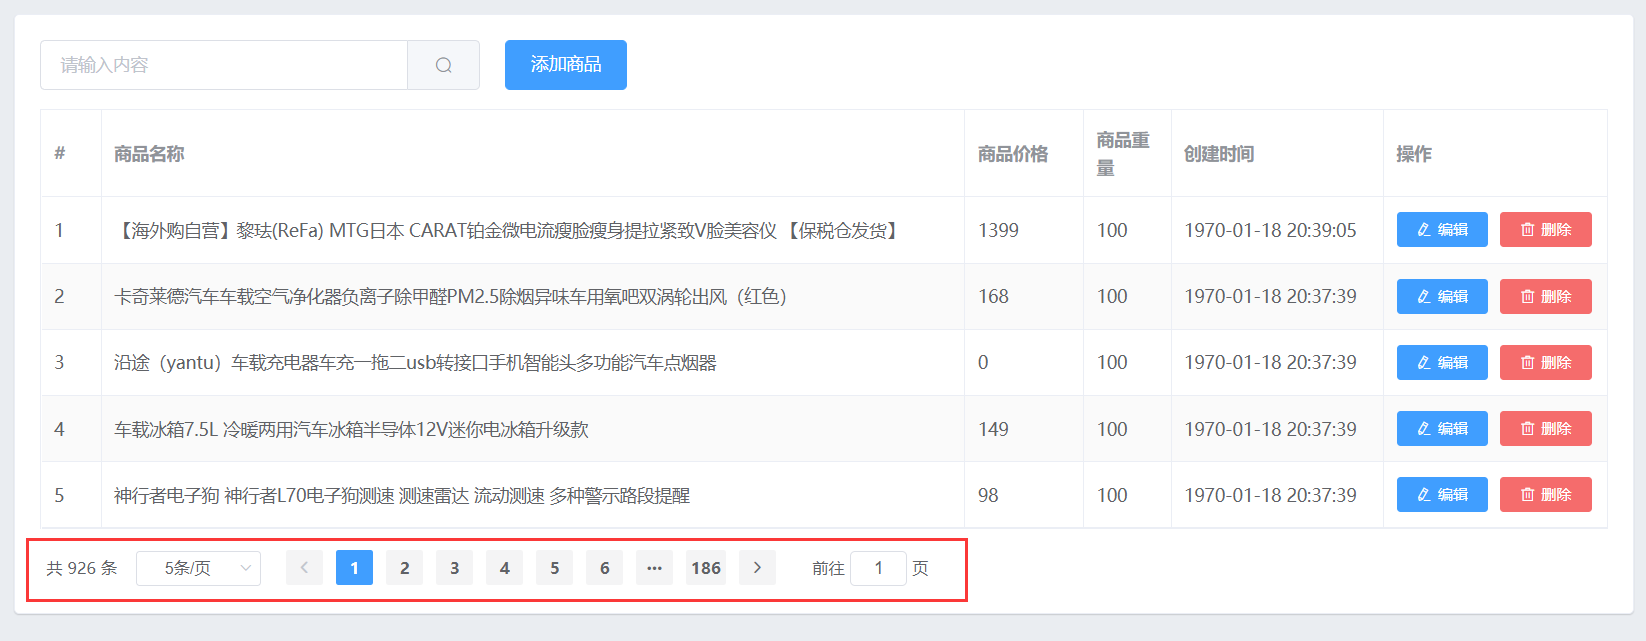 请输入内容 添加商品
# 商品名称 商品价格 商品重量 创建时间 操作
1 【海外购自营】黎珐(ReFa) MTG日本 CARAT铂金微电流瘦脸瘦身提拉紧致V脸美容仪 【保税仓发货】 1399 100 1970-01-18 20:39:05 编辑 删除
2 卡奇莱德汽车车载空气净化器负离子除甲醛PM2.5除烟异味车用氧吧双涡轮出风（红色） 168 100 1970-01-18 20:37:39 编辑 删除
3 沿途（yantu）车载充电器车充一拖二usb转接口手机智能头多功能汽车点烟器 0 100 1970-01-18 20:37:39 编辑 删除
4 车载冰箱7.5L 冷暖两用汽车冰箱半导体12V迷你电冰箱升级款 149 100 1970-01-18 20:37:39 编辑 删除
5 神行者电子狗 神行者L70电子狗测速 测速雷达 流动测速 多种警示路段提醒 98 100 1970-01-18 20:37:39 编辑 删除
共 926 条 5条/页 1 2 3 4 5 6 ••• 186 前往 1 页